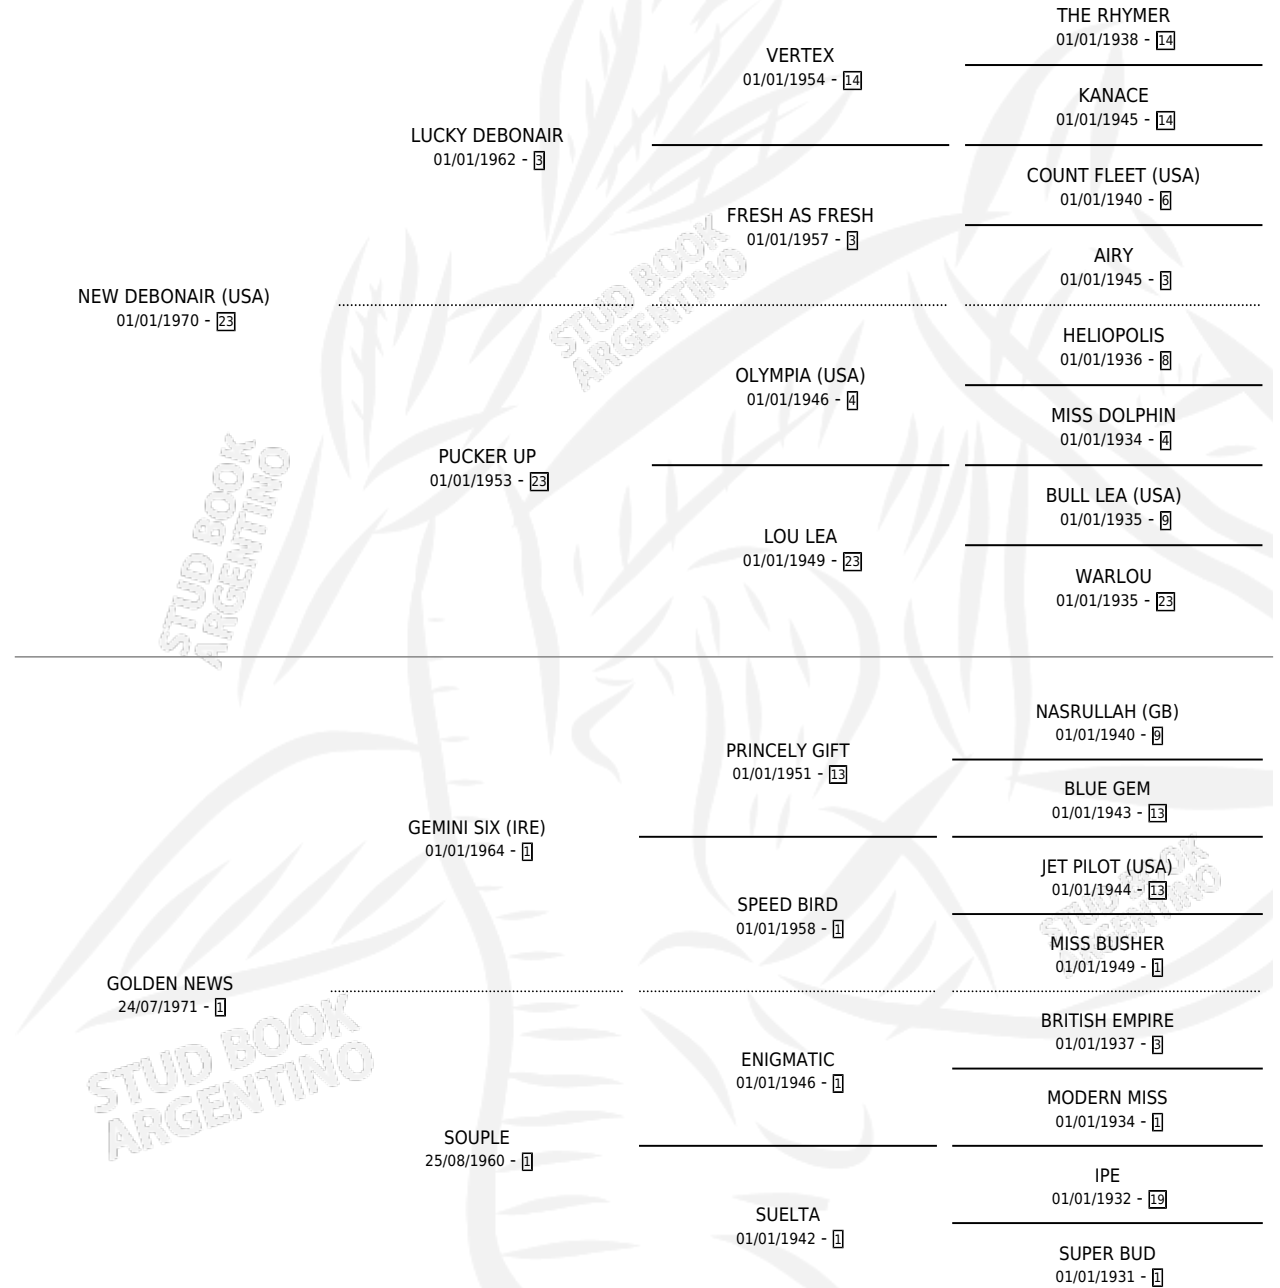 THE RHYMER
01/01/1938 - 14
VERTEX
01/01/1954 - 14
KANACE
01/01/1945 - 14
LUCKY DEBONAIR
01/01/1962 - 3
COUNT FLEET (USA)
01/01/1940 - 6
FRESH AS FRESH
01/01/1957 - 3
AIRY
01/01/1945 - 3
STUD BOOK
ARGENTINO
NEW DEBONAIR (USA)
01/01/1970 - 23
HELIOPOLIS
01/01/1936 - 8
OLYMPIA (USA)
01/01/1946 - 4
MISS DOLPHIN
01/01/1934 - 4
PUCKER UP
01/01/1953 - 23
BULL LEA (USA)
01/01/1935 - 9
LOU LEA
01/01/1949 - 23
WARLOU
01/01/1935 - 23
STUD BOOK
ARGENTINO
NASRULLAH (GB)
01/01/1940 - 9
PRINCELY GIFT
01/01/1951 - 13
BLUE GEM
01/01/1943 - 13
GEMINI SIX (IRE)
01/01/1964 - 1
JET PILOT (USA)
01/01/1944 - 13
SPEED BIRD
01/01/1958 - 1
MISS BUSHER
01/01/1949 - 1
STUD BOOK
ARGENTINO
GOLDEN NEWS
24/07/1971 - 1
BRITISH EMPIRE
01/01/1937 - 3
ENIGMATIC
01/01/1946 - 1
MODERN MISS
01/01/1934 - 1
STUD BOOK
ARGENTINO
SOUPLE
25/08/1960 - 1
IPE
01/01/1932 - 19
SUELTA
01/01/1942 - 1
SUPER BUD
01/01/1931 - 1